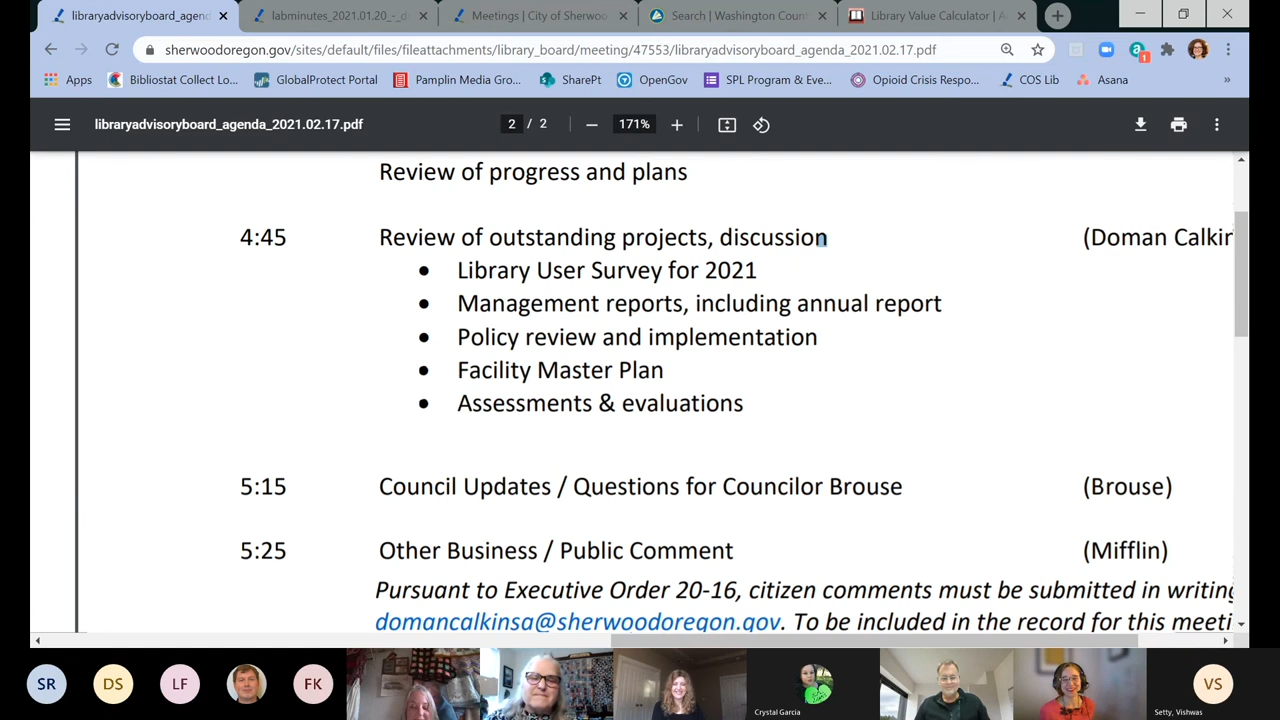 libraryadvisoryboard_agend
labminutes_2021.01.20_-_d
Meetings | City of Sherwoo
Search | Washington Coun
Library Value Calculator | A
sherwoodoregon.gov/sites/default/files/fileattachments/library_board/meeting/47553/libraryadvisoryboard_agenda_2021.02.17.pdf
1
Apps
Bibliostat Collect Lo...
GlobalProtect Portal
Pamplin Media Gro...
SharePt
OpenGov
SPL Program & Eve...
Opioid Crisis Respo...
COS Lib
Asana
»
libraryadvisoryboard_agenda_2021.02.17.pdf
2 / 2
171%
Review of progress and plans
4:45 Review of outstanding projects, discussion (Doman Calkin
• Library User Survey for 2021
• Management reports, including annual report
• Policy review and implementation
• Facility Master Plan
• Assessments & evaluations
5:15 Council Updates / Questions for Councilor Brouse (Brouse)
5:25 Other Business / Public Comment (Mifflin)
Pursuant to Executive Order 20-16, citizen comments must be submitted in writing
domancalkinsa@sherwoodoregon.gov. To be included in the record for this meeti
SR
DS
LF
FK
Crystal Garcia
VS
Setty, Vishwas